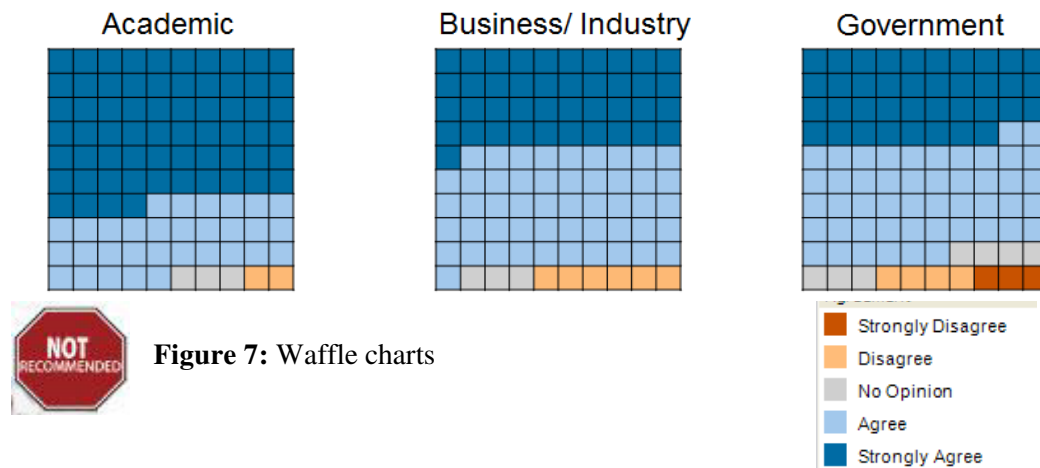 Academic
Business/ Industry
Government
NOT
RECOMMENDED
Figure 7: Waffle charts
Strongly Disagree
Disagree
No Opinion
Agree
Strongly Agree